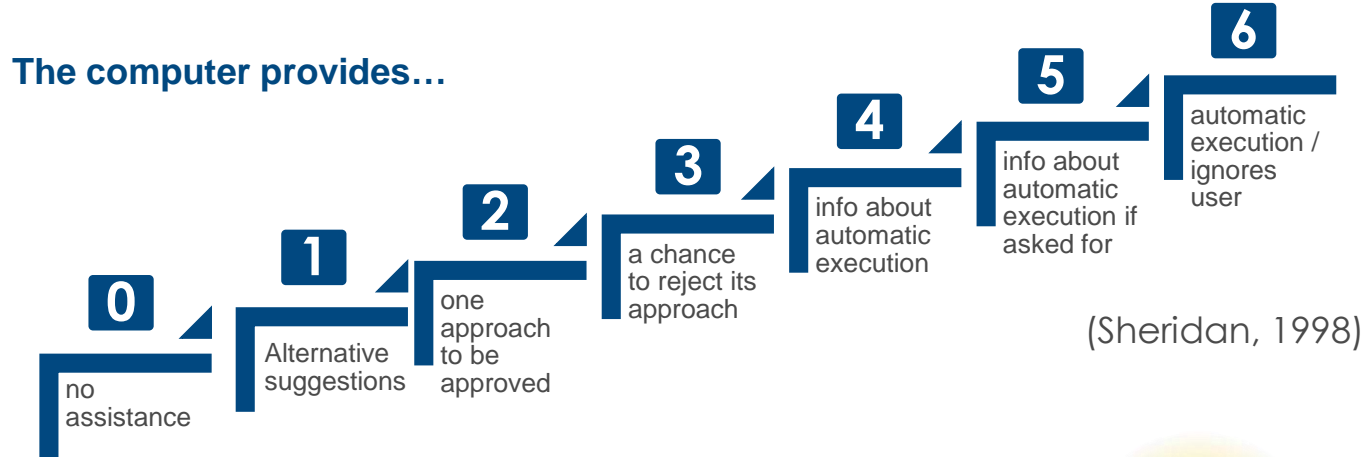 The computer provides…
0
no
assistance
1
Alternative
suggestions
2
one
approach
to be
approved
3
a chance
to reject its
approach
4
info about
automatic
execution
5
info about
automatic
execution if
asked for
6
automatic
execution /
ignores
user
(Sheridan, 1998)